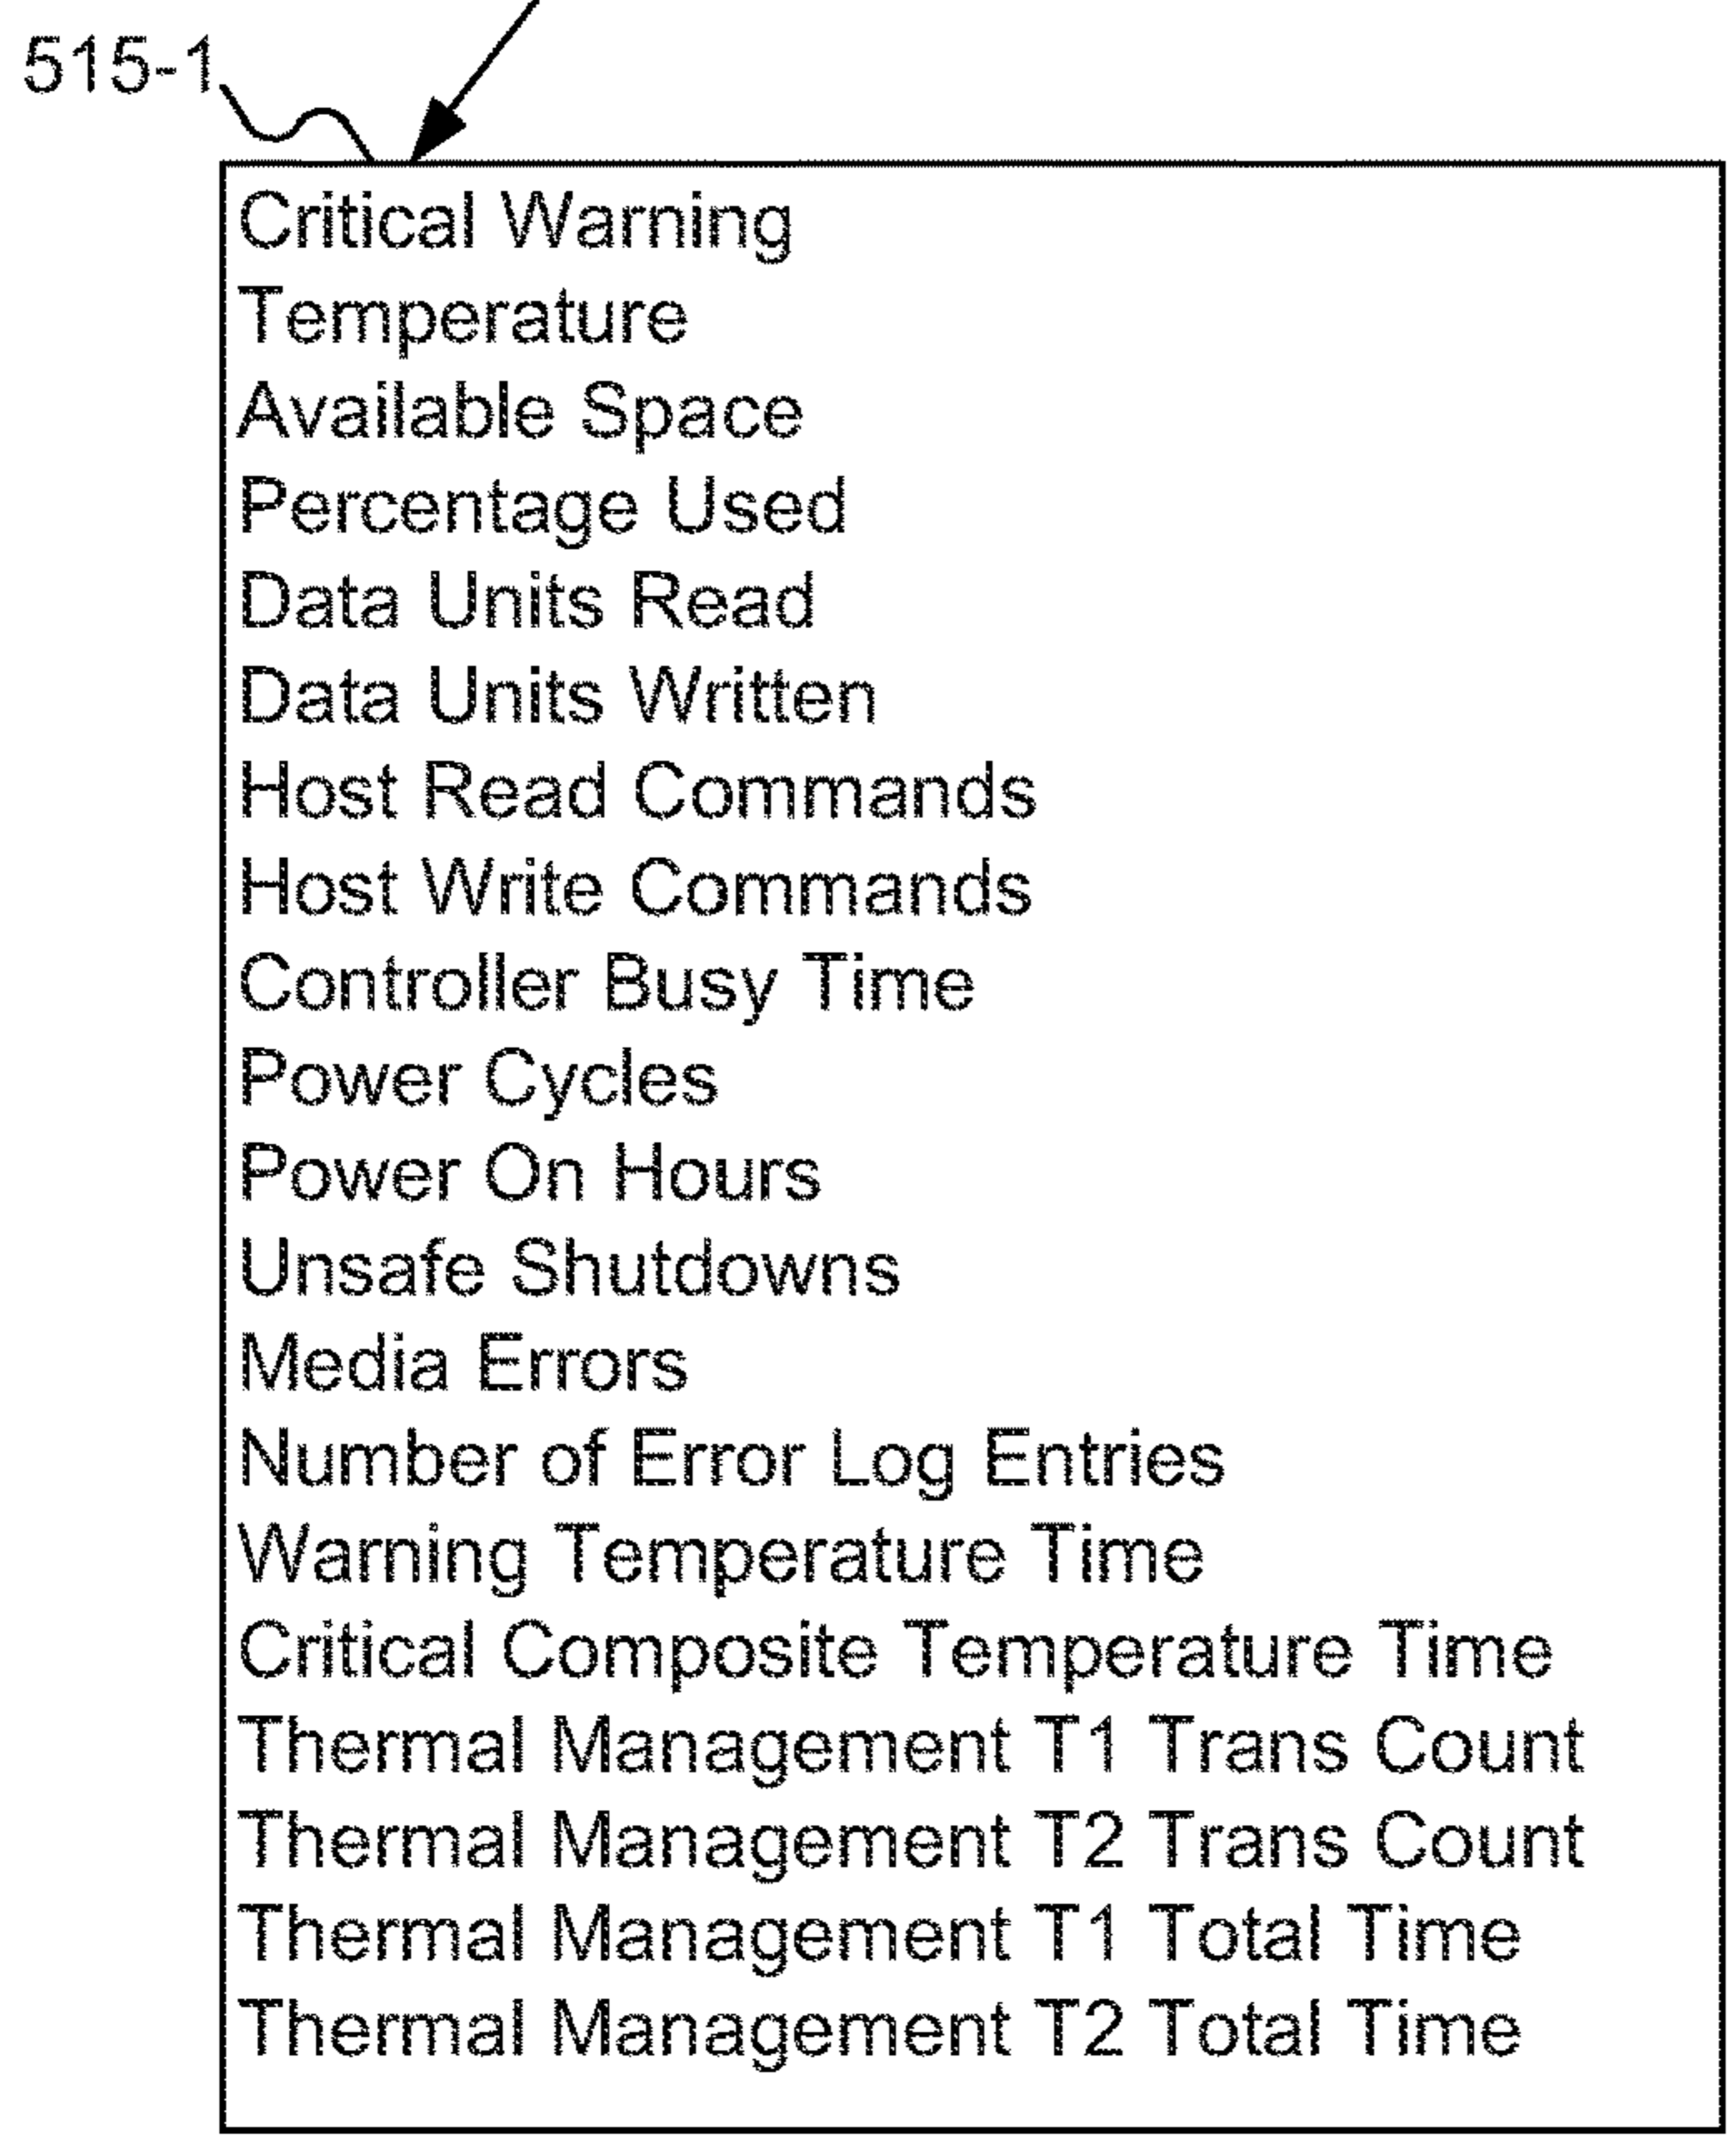 515-1
Critical Warning
Temperature
Available Space
Percentage Used
Data Units Read
Data Units Written
Host Read Commands
Host Write Commands
Controller Busy Time
Power Cycles
Power On Hours
Unsafe Shutdowns
Media Errors
Number of Error Log Entries
Warning Temperature Time
Critical Composite Temperature Time
Thermal Management T1 Trans Count
Thermal Management T2 Trans Count
Thermal Management T1 Total Time
Thermal Management T2 Total Time